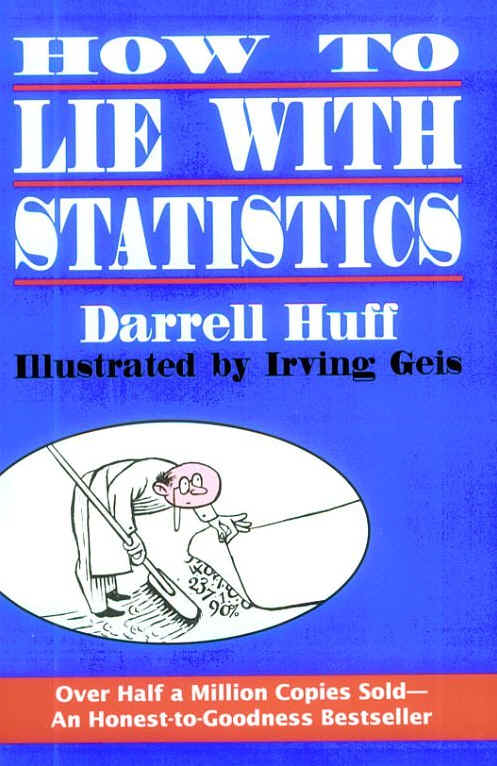 HOW TO
LIE WITH
STATISTICS
Darrell Huff
Illustrated by Irving Geis
90%
Over Half a Million Copies Sold—
An Honest-to-Goodness Bestseller